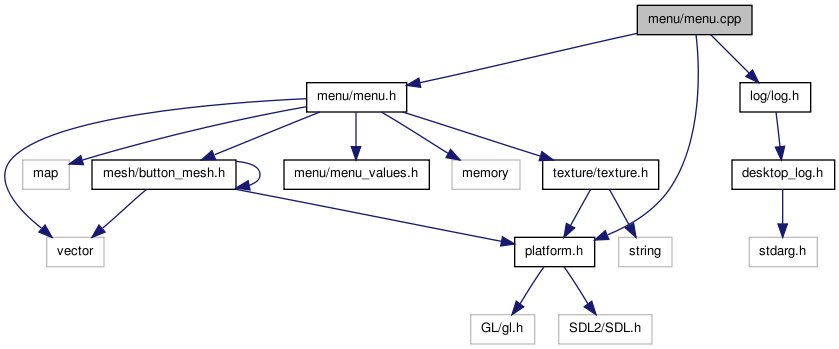 menu/menu.cpp
menu/menu.h
log/log.h
map
mesh/button_mesh.h
menu/menu_values.h
memory
texture/texture.h
desktop_log.h
vector
platform.h
string
stdarg.h
GL/gl.h
SDL2/SDL.h